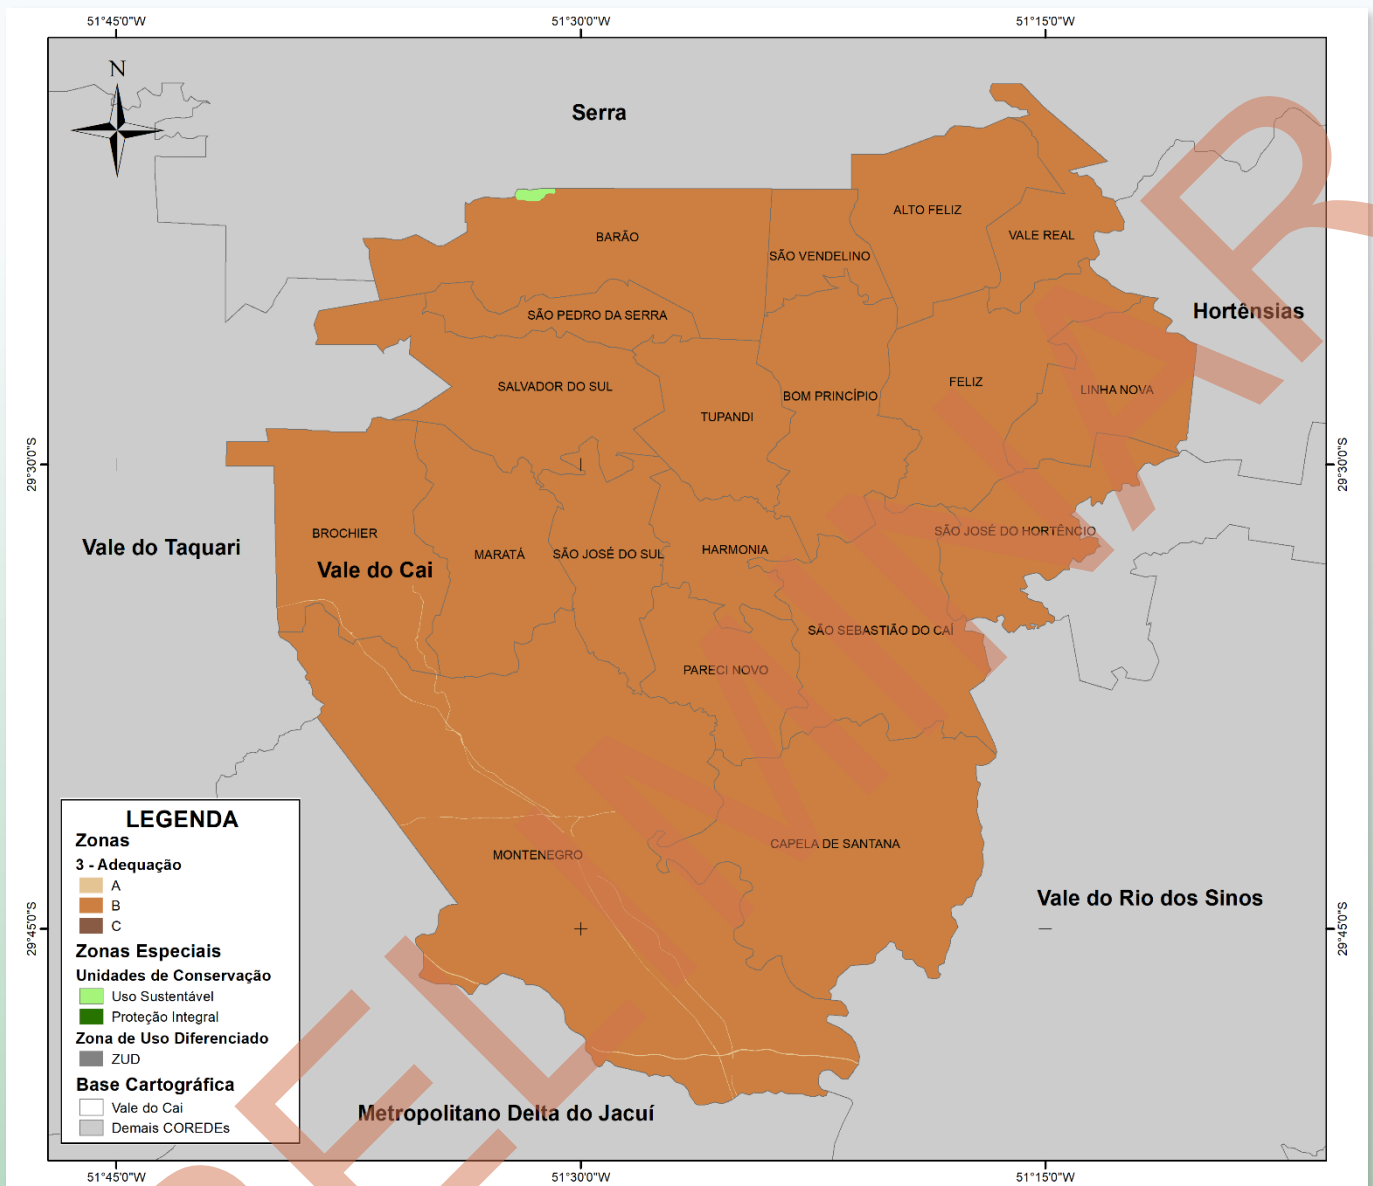 51°45'0"W
51°30'0"W
51°15'0"W
N
Serra
ALTO FELIZ
BARÃO
VALE REAL
SÃO VENDELINO
Hortênsias
SÃO PEDRO DA SERRA
SALVADOR DO SUL
FELIZ
LINHA NOVA
BOM PRINCÍPIO
TUPANDI
29°30'0"S
29°30'0"S
BROCHIER
SÃO JOSÉ DO HORTÊNCIO
Vale do Taquari
MARATÁ
SÃO JOSÉ DO SUL
HARMONIA
Vale do Cai
SÃO SEBASTIÃO DO CAÍ
PARECI NOVO
CAPELA DE SANTANA
MONTENEGRO
Vale do Rio dos Sinos
29°45'0"S
29°45'0"S
LEGENDA
Zonas
3 - Adequação
A
B
C
Zonas Especiais
Unidades de Conservação
Uso Sustentável
Proteção Integral
Zona de Uso Diferenciado
ZUD
Base Cartográfica
Vale do Cai
Demais COREDEs
Metropolitano Delta do Jacuí
51°45'0"W
51°30'0"W
51°15'0"W